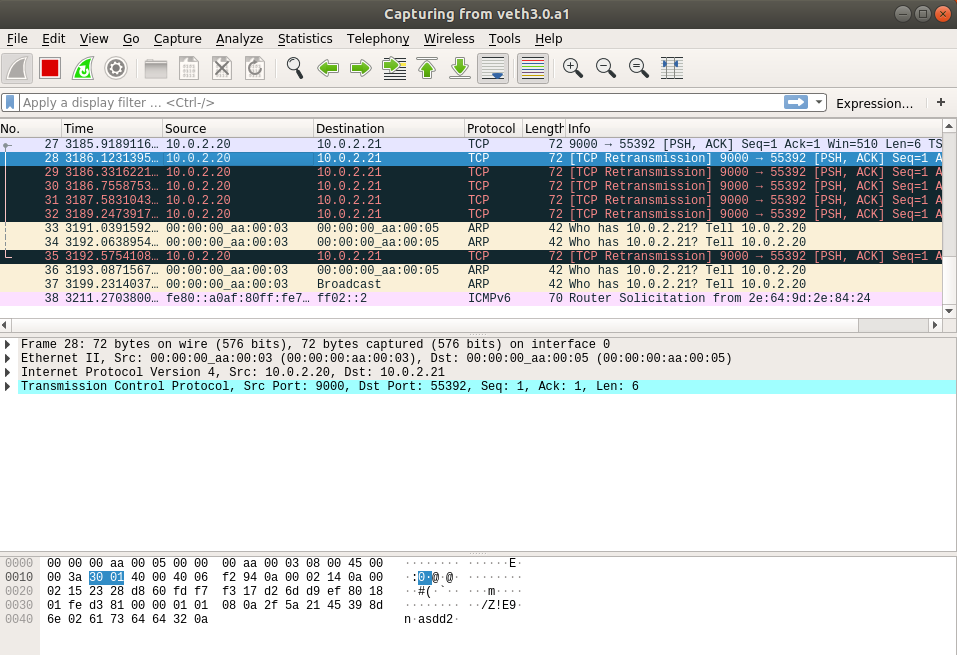 Capturing from veth3.0.a1
File Edit View Go Capture Analyze Statistics Telephony Wireless Tools Help
Apply a display filter ... <Ctrl-/> Expression... +
No. Time Source Destination Protocol Length Info
27 3185.9189116... 10.0.2.20 10.0.2.21 TCP 72 9000 → 55392 [PSH, ACK] Seq=1 Ack=1 Win=510 Len=6 TS
28 3186.1231395... 10.0.2.20 10.0.2.21 TCP 72 [TCP Retransmission] 9000 → 55392 [PSH, ACK] Seq=1 A
29 3186.3316221... 10.0.2.20 10.0.2.21 TCP 72 [TCP Retransmission] 9000 → 55392 [PSH, ACK] Seq=1 A
30 3186.7558753... 10.0.2.20 10.0.2.21 TCP 72 [TCP Retransmission] 9000 → 55392 [PSH, ACK] Seq=1 A
31 3187.5831043... 10.0.2.20 10.0.2.21 TCP 72 [TCP Retransmission] 9000 → 55392 [PSH, ACK] Seq=1 A
32 3189.2473917... 10.0.2.20 10.0.2.21 TCP 72 [TCP Retransmission] 9000 → 55392 [PSH, ACK] Seq=1 A
33 3191.0391592... 00:00:00_aa:00:03 00:00:00_aa:00:05 ARP 42 Who has 10.0.2.21? Tell 10.0.2.20
34 3192.0638954... 00:00:00_aa:00:03 00:00:00_aa:00:05 ARP 42 Who has 10.0.2.21? Tell 10.0.2.20
35 3192.5754108... 10.0.2.20 10.0.2.21 TCP 72 [TCP Retransmission] 9000 → 55392 [PSH, ACK] Seq=1 A
36 3193.0871567... 00:00:00_aa:00:03 00:00:00_aa:00:05 ARP 42 Who has 10.0.2.21? Tell 10.0.2.20
37 3199.2314037... 00:00:00_aa:00:03 Broadcast ARP 42 Who has 10.0.2.21? Tell 10.0.2.20
38 3211.2703800... fe80::a0af:80ff:fe7... ff02::2 ICMPv6 70 Router Solicitation from 2e:64:9d:2e:84:24
Frame 28: 72 bytes on wire (576 bits), 72 bytes captured (576 bits) on interface 0
Ethernet II, Src: 00:00:00_aa:00:03 (00:00:00:aa:00:03), Dst: 00:00:00_aa:00:05 (00:00:00:aa:00:05)
Internet Protocol Version 4, Src: 10.0.2.20, Dst: 10.0.2.21
Transmission Control Protocol, Src Port: 9000, Dst Port: 55392, Seq: 1, Ack: 1, Len: 6
0000 00 00 00 aa 00 05 00 00 00 aa 00 03 08 00 45 00 ········ ······E·
0010 00 3a 30 01 40 00 40 06 f2 94 0a 00 02 14 0a 00 ·:0·@·@· ········
0020 02 15 23 28 d8 60 fd f7 f3 17 d2 6d d9 ef 80 18 ··#(·`·· ···m····
0030 01 fe d3 81 00 00 01 01 08 0a 2f 5a 21 45 39 8d ········ ··/Z!E9·
0040 6e 02 61 73 64 64 32 0a n·asdd2·